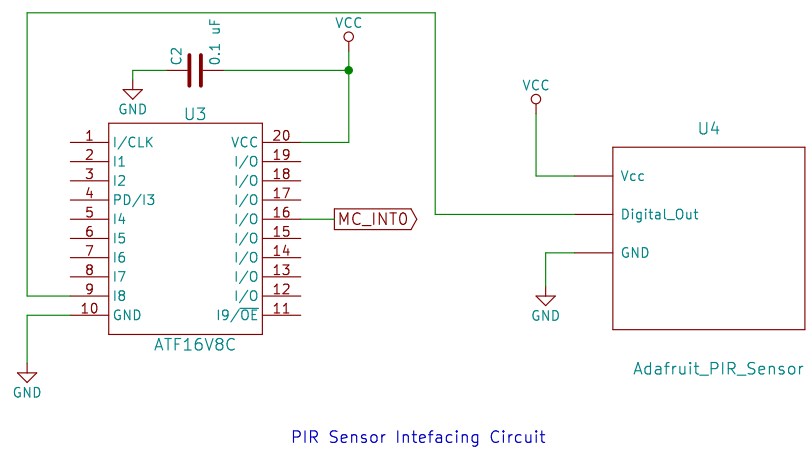 VCC
C2
0.1 uF
GND
U3
1 I/CLK VCC 20
2 I1 I/O 19
3 I2 I/O 18
4 PD/I3 I/O 17
5 I4 I/O 16 MC_INT0
6 I5 I/O 15
7 I6 I/O 14
8 I7 I/O 13
9 I8 I/O 12
10 GND I9/OE 11
ATF16V8C
GND
VCC
U4
Vcc
Digital_Out
GND
GND
Adafruit_PIR_Sensor
PIR Sensor Intefacing Circuit